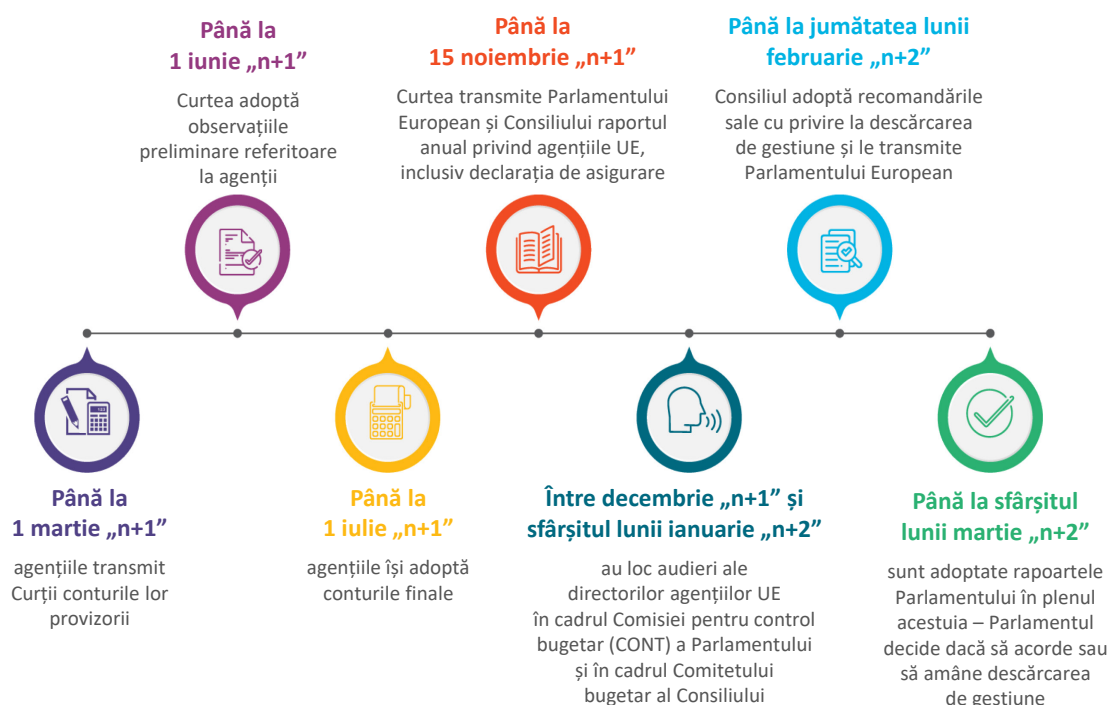 Până la
1 iunie „n+1”
Curtea adoptă
observațiile
preliminare referitoare
la agenții
Până la
15 noiembrie „n+1”
Curtea transmite Parlamentului
European și Consiliului raportul
anual privind agențiile UE,
inclusiv declarația de asigurare
Până la jumătatea lunii
februarie „n+2”
Consiliul adoptă recomandările
sale cu privire la descărcarea
de gestiune și le transmite
Parlamentului European
Până la
1 martie „n+1”
agențiile transmit
Curții conturile lor
provizorii
Până la
1 iulie „n+1”
agențiile își adoptă
conturile finale
Între decembrie „n+1” și
sfârșitul lunii ianuarie „n+2”
au loc audieri ale
directorilor agențiilor UE
în cadrul Comisiei pentru control
bugetar (CONT) a Parlamentului
și în cadrul Comitetului
bugetar al Consiliului
Până la sfârșitul
lunii martie „n+2”
sunt adoptate rapoartele
Parlamentului în plenul
acestuia – Parlamentul
decide dacă să acorde sau
să amâne descărcarea
de gestiune